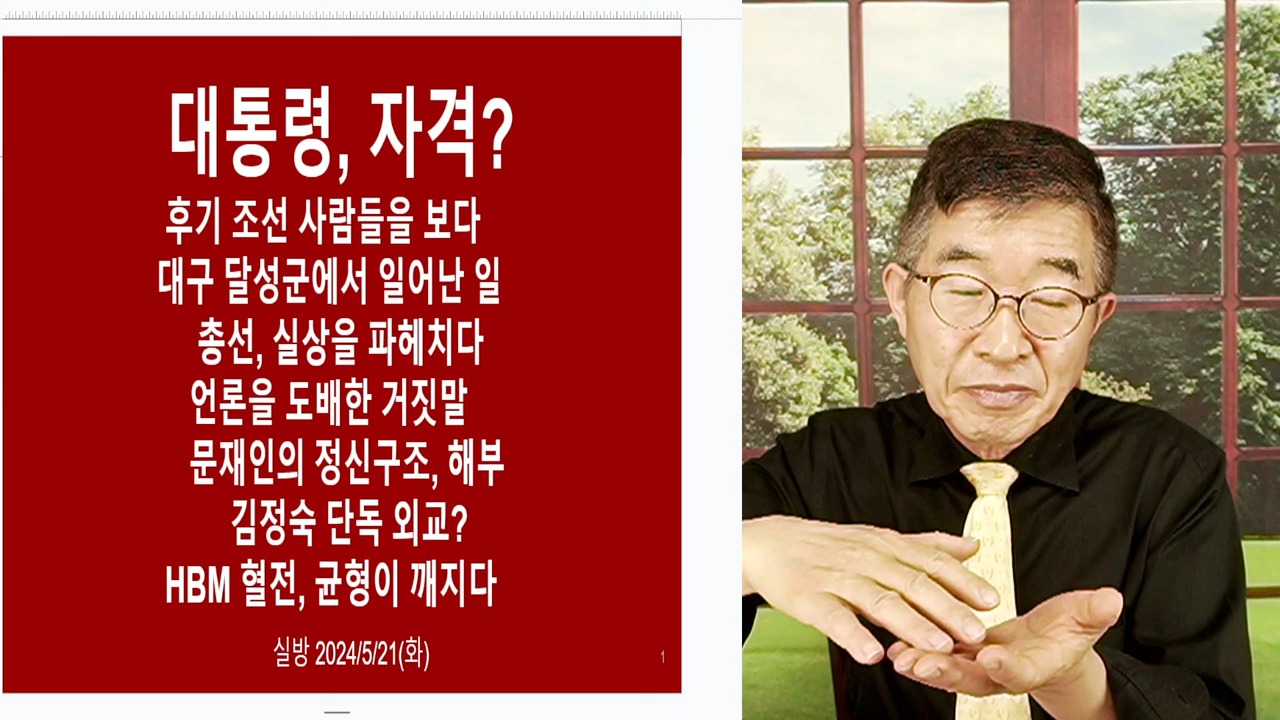 대통령, 자격?
후기 조선 사람들을 보다
대구 달성군에서 일어난 일
총선, 실상을 파헤치다
언론을 도배한 거짓말
문재인의 정신구조, 해부
김정숙 단독 외교?
HBM 혈전, 균형이 깨지다
실방 2024/5/21(화)
1